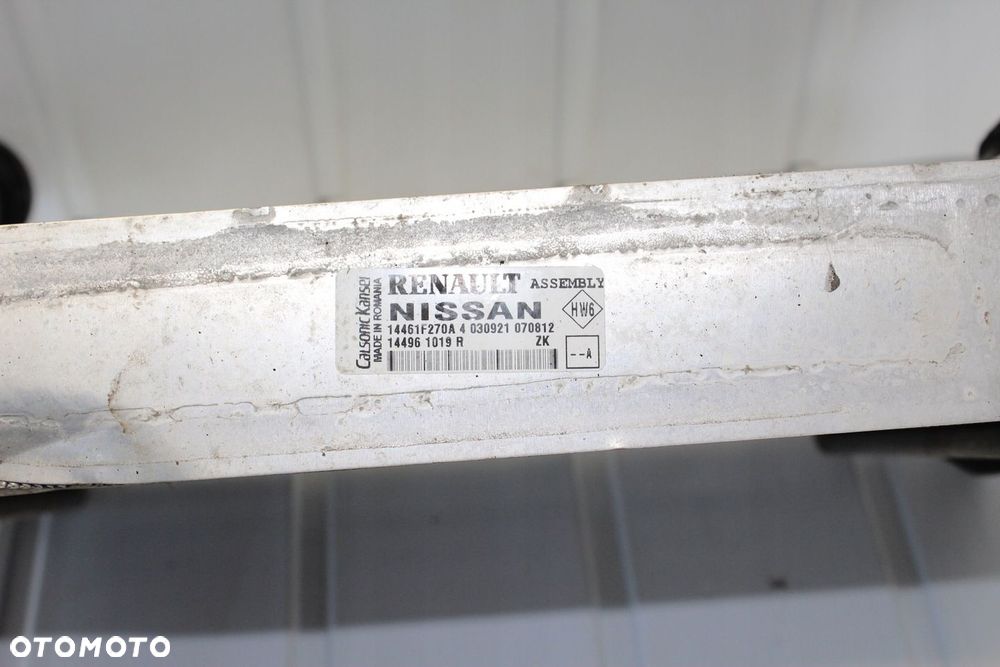 Calsonic Kansei
MADE IN ROMANIA
RENAULT ASSEMBLY
NISSAN
HW6
14461F270A 4 030921 070812
14496 1019 R ZK
--A
OTOMOTO